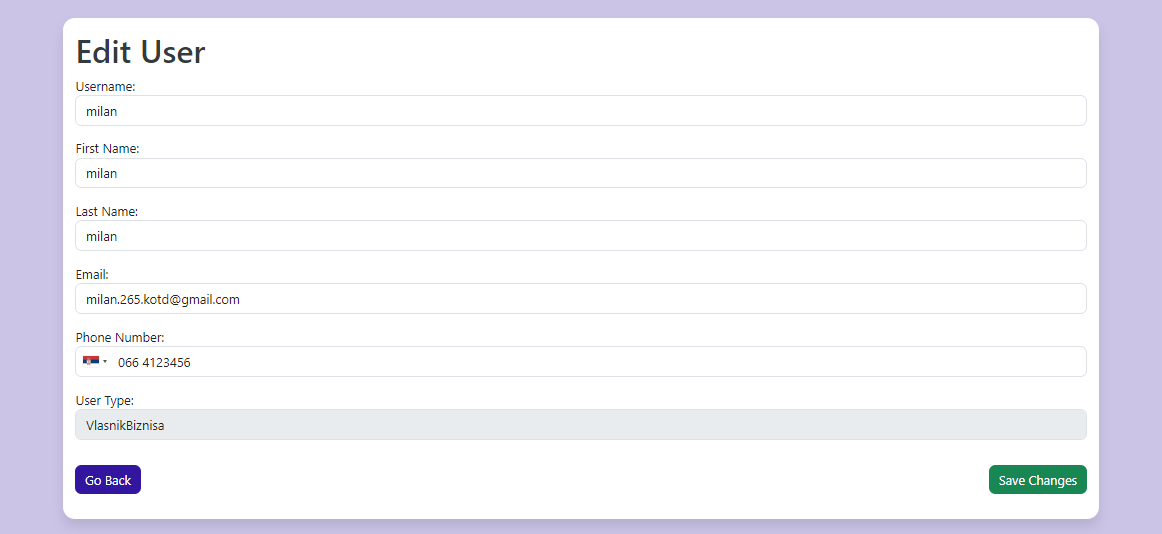 Edit User
Username:
milan
First Name:
milan
Last Name:
milan
Email:
milan.265.kotd@gmail.com
Phone Number:
066 4123456
User Type:
VlasnikBiznisa
Go Back
Save Changes